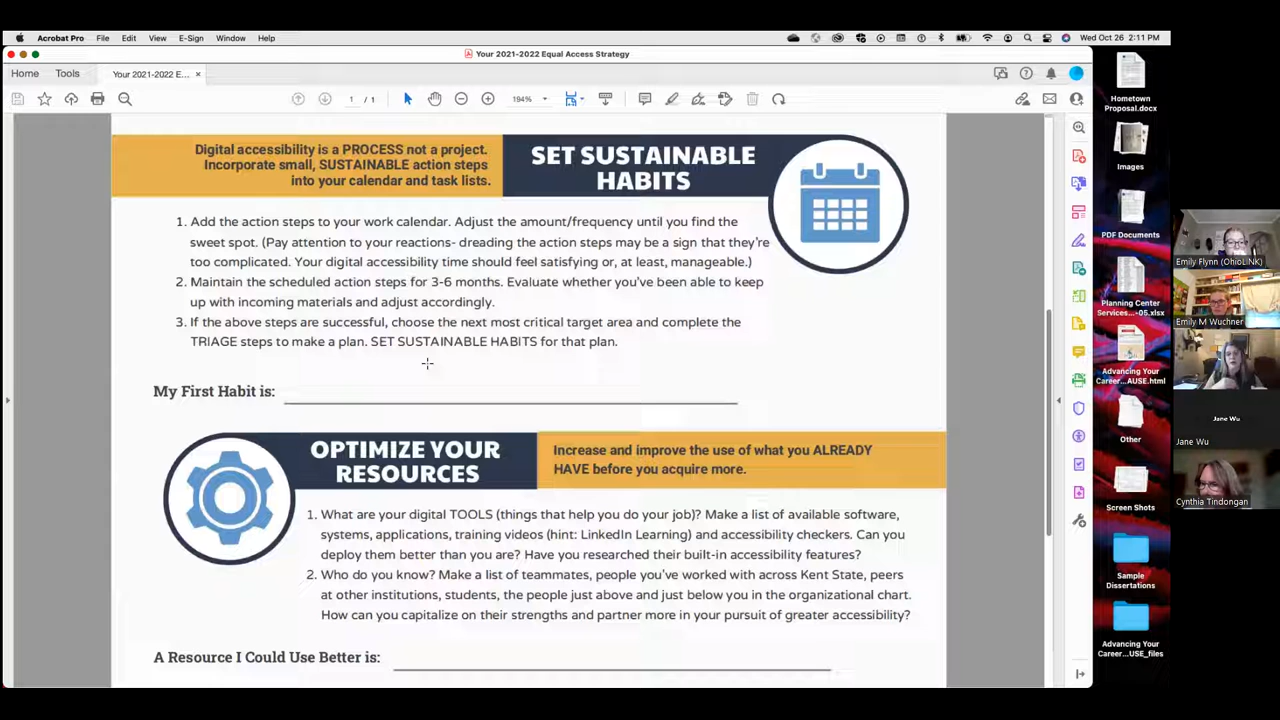 Acrobat Pro File Edit View E-Sign Window Help
Wed Oct 26 2:11 PM
Your 2021-2022 Equal Access Strategy
Home Tools Your 2021-2022 E... ×
1 / 1
194%
Digital accessibility is a PROCESS not a project.
Incorporate small, SUSTAINABLE action steps
into your calendar and task lists.
SET SUSTAINABLE
HABITS
1. Add the action steps to your work calendar. Adjust the amount/frequency until you find the
sweet spot. (Pay attention to your reactions- dreading the action steps may be a sign that they're
too complicated. Your digital accessibility time should feel satisfying or, at least, manageable.)
2. Maintain the scheduled action steps for 3-6 months. Evaluate whether you've been able to keep
up with incoming materials and adjust accordingly.
3. If the above steps are successful, choose the next most critical target area and complete the
TRIAGE steps to make a plan. SET SUSTAINABLE HABITS for that plan.
My First Habit is:
OPTIMIZE YOUR
RESOURCES
Increase and improve the use of what you ALREADY
HAVE before you acquire more.
1. What are your digital TOOLS (things that help you do your job)? Make a list of available software,
systems, applications, training videos (hint: LinkedIn Learning) and accessibility checkers. Can you
deploy them better than you are? Have you researched their built-in accessibility features?
2. Who do you know? Make a list of teammates, people you've worked with across Kent State, peers
at other institutions, students, the people just above and just below you in the organizational chart.
How can you capitalize on their strengths and partner more in your pursuit of greater accessibility?
A Resource I Could Use Better is:
Hometown
Proposal.docx
Images
PDF Documents
Planning Center
Services...-05.xlsx
Advancing Your
Career...AUSE.html
Other
Screen Shots
Sample
Dissertations
Advancing Your
Career...USE_files
Emily Flynn (OhioLINK)
Emily M Wuchner
Jane Wu
Jane Wu
Cynthia Tindongan